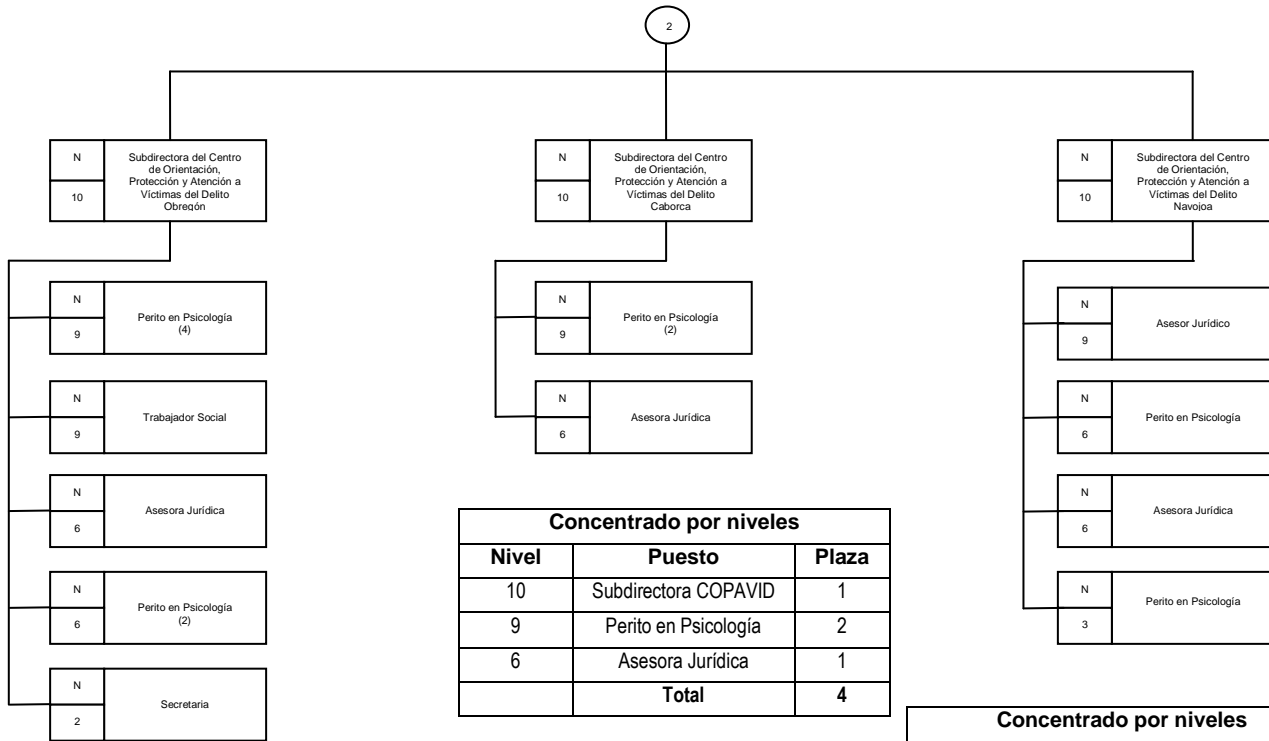 2
N
10
Subdirectora del Centro
de Orientación,
Protección y Atención a
Víctimas del Delito
Obregón
N
9
Perito en Psicología
(4)
N
9
Trabajador Social
N
6
Asesora Jurídica
N
6
Perito en Psicología
(2)
N
2
Secretaria
N
10
Subdirectora del Centro
de Orientación,
Protección y Atención a
Víctimas del Delito
Caborca
N
9
Perito en Psicología
(2)
N
6
Asesora Jurídica
Concentrado por niveles
Nivel Puesto Plaza
10 Subdirectora COPAVID 1
9 Perito en Psicología 2
6 Asesora Jurídica 1
Total 4
N
10
Subdirectora del Centro
de Orientación,
Protección y Atención a
Víctimas del Delito
Navojoa
N
9
Asesor Jurídico
N
6
Perito en Psicología
N
6
Asesora Jurídica
N
3
Perito en Psicología
Concentrado por niveles